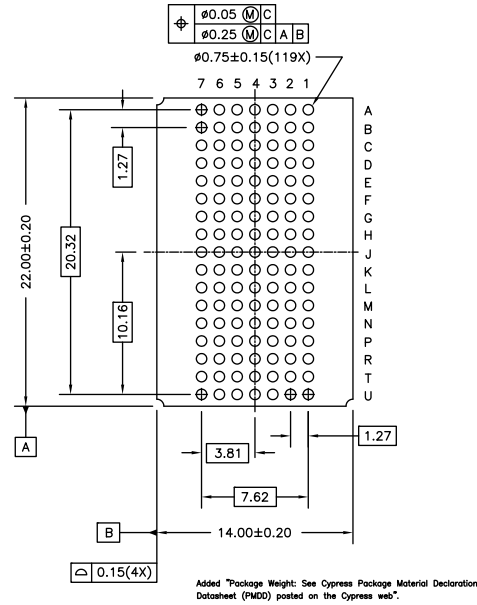 ⌖ ø0.05 Ⓜ C
ø0.25 Ⓜ C A B
ø0.75±0.15(119X)
7 6 5 4 3 2 1
A
B
C
D
E
F
G
H
J
K
L
M
N
P
R
T
U
1.27
20.32
22.00±0.20
10.16
A
1.27
3.81
7.62
B
14.00±0.20
⌓ 0.15(4X)
Added "Package Weight: See Cypress Package Material Declaration
Datasheet (PMDD) posted on the Cypress web".